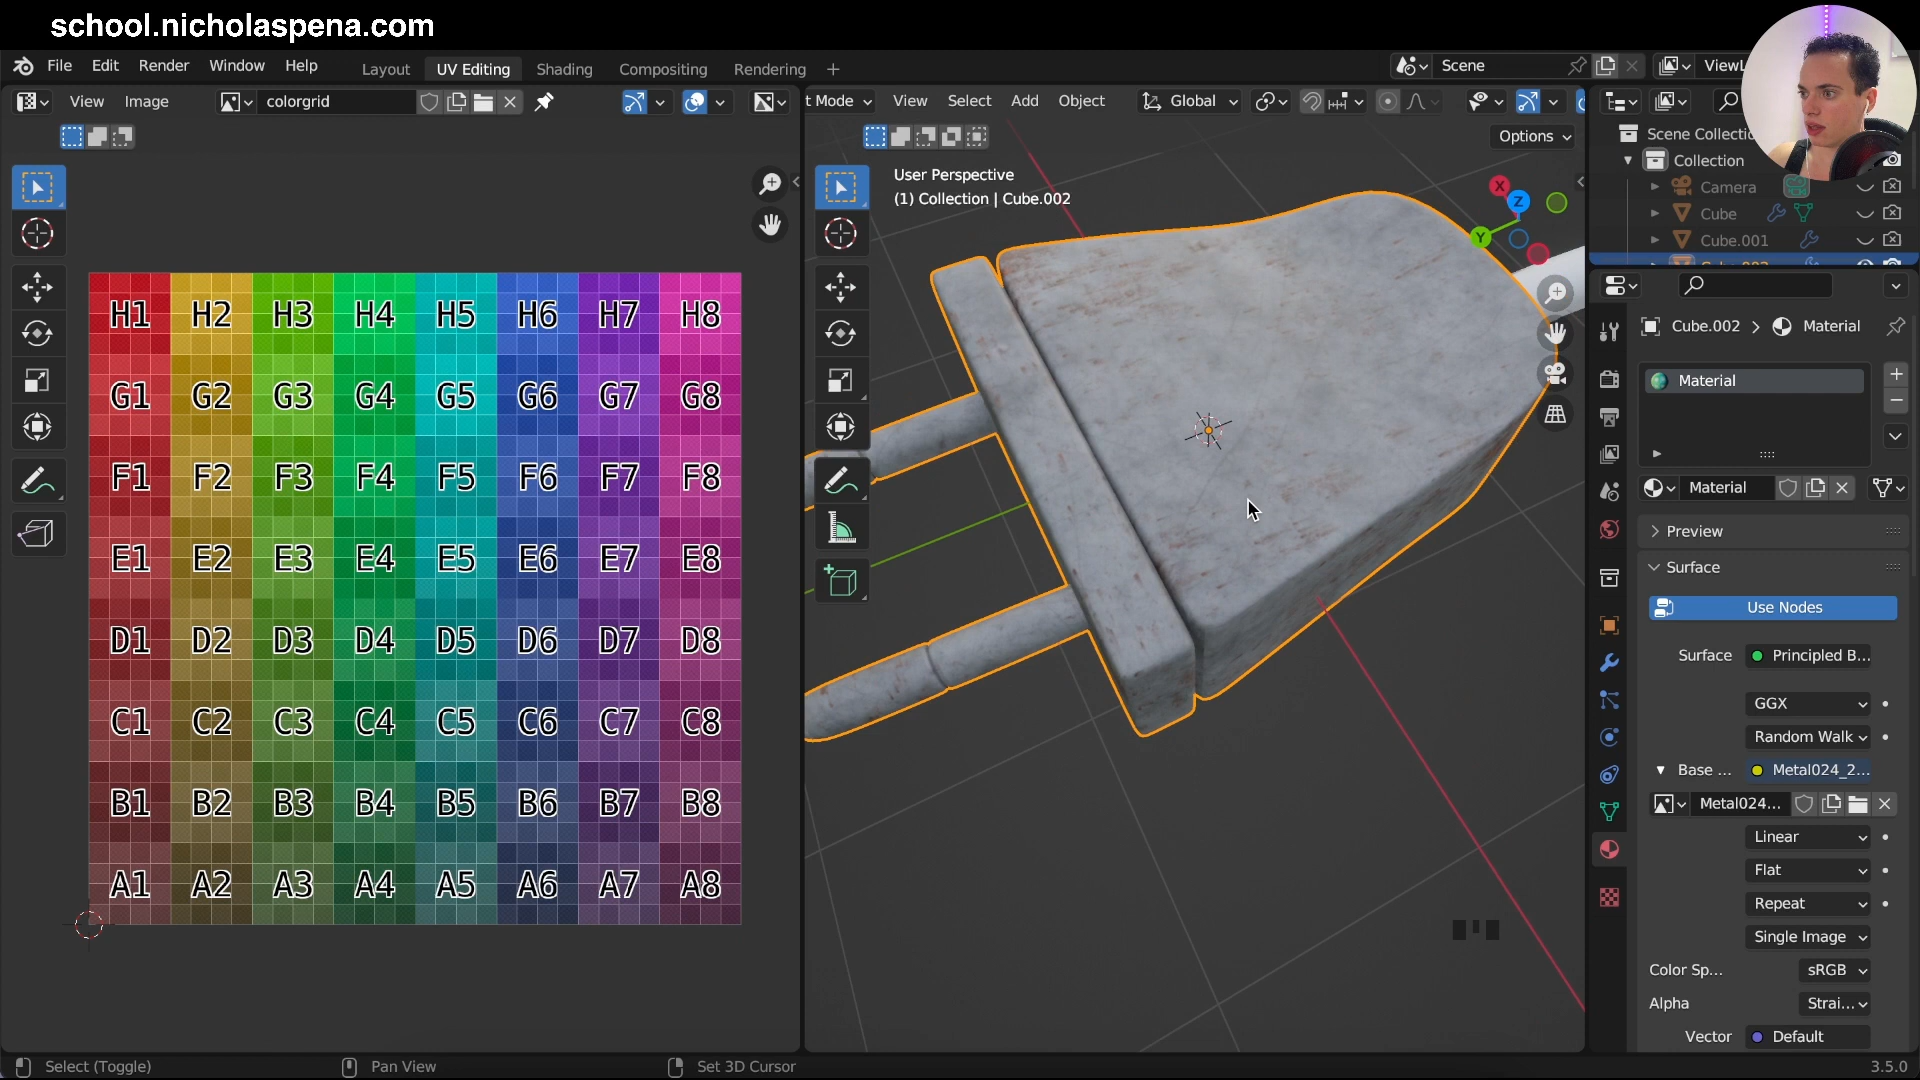 school.nicholaspena.com
File Edit Render Window Help
Layout UV Editing Shading Compositing Rendering +
Scene
ViewL
View Image
colorgrid
t Mode View Select Add Object
Global
Options
User Perspective
(1) Collection | Cube.002
X
Y
Z
Scene Collectio
Collection
Camera
Cube
Cube.001
Cube.002 > Material
Material
Material
Preview
Surface
Use Nodes
Surface Principled B...
GGX
Random Walk
Base ... Metal024_2...
Metal024...
Linear
Flat
Repeat
Single Image
Color Sp... sRGB
Alpha Strai...
Vector Default
H1 H2 H3 H4 H5 H6 H7 H8
G1 G2 G3 G4 G5 G6 G7 G8
F1 F2 F3 F4 F5 F6 F7 F8
E1 E2 E3 E4 E5 E6 E7 E8
D1 D2 D3 D4 D5 D6 D7 D8
C1 C2 C3 C4 C5 C6 C7 C8
B1 B2 B3 B4 B5 B6 B7 B8
A1 A2 A3 A4 A5 A6 A7 A8
Select (Toggle) Pan View Set 3D Cursor 3.5.0